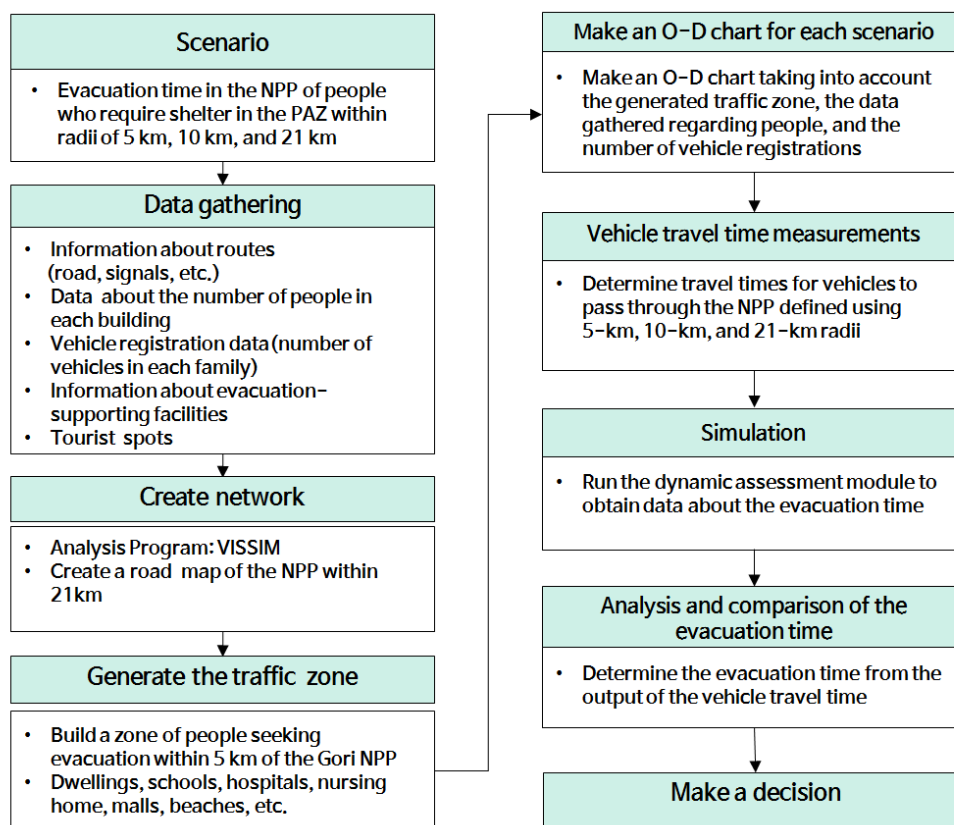 Scenario
• Evacuation time in the NPP of people
who require shelter in the PAZ within
radii of 5 km, 10 km, and 21 km
Data gathering
• Information about routes
(road, signals, etc.)
• Data about the number of people in
each building
• Vehicle registration data (number of
vehicles in each family)
• Information about evacuation-
supporting facilities
• Tourist spots
Create network
• Analysis Program: VISSIM
• Create a road map of the NPP within
21km
Generate the traffic zone
• Build a zone of people seeking
evacuation within 5 km of the Gori NPP
• Dwellings, schools, hospitals, nursing
home, malls, beaches, etc.
Make an O-D chart for each scenario
• Make an O-D chart taking into account
the generated traffic zone, the data
gathered regarding people, and the
number of vehicle registrations
Vehicle travel time measurements
• Determine travel times for vehicles to
pass through the NPP defined using
5-km, 10-km, and 21-km radii
Simulation
• Run the dynamic assessment module to
obtain data about the evacuation time
Analysis and comparison of the
evacuation time
• Determine the evacuation time from the
output of the vehicle travel time
Make a decision